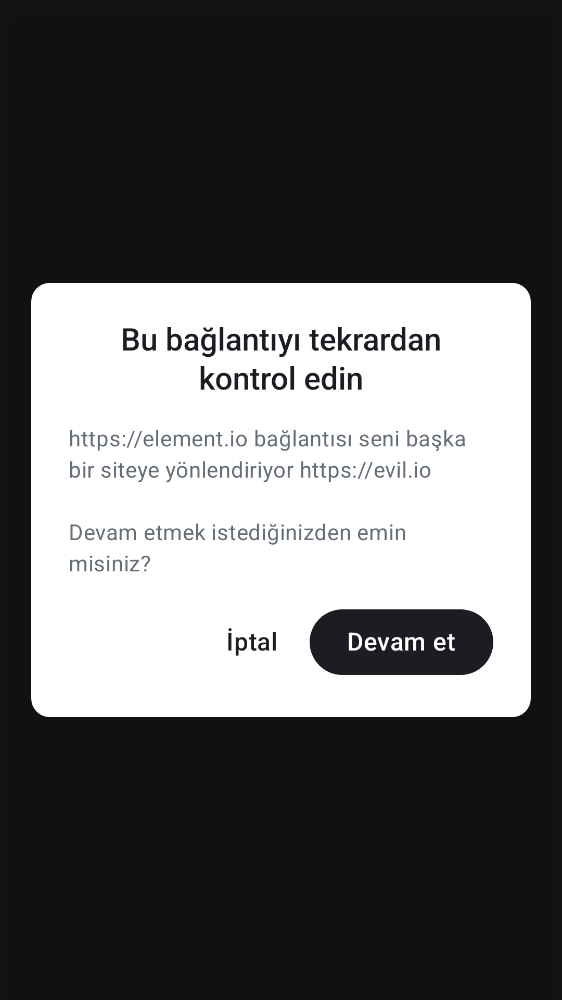 Bu bağlantıyı tekrardan
kontrol edin
https://element.io bağlantısı seni başka
bir siteye yönlendiriyor https://evil.io
Devam etmek istediğinizden emin
misiniz?
İptal
Devam et